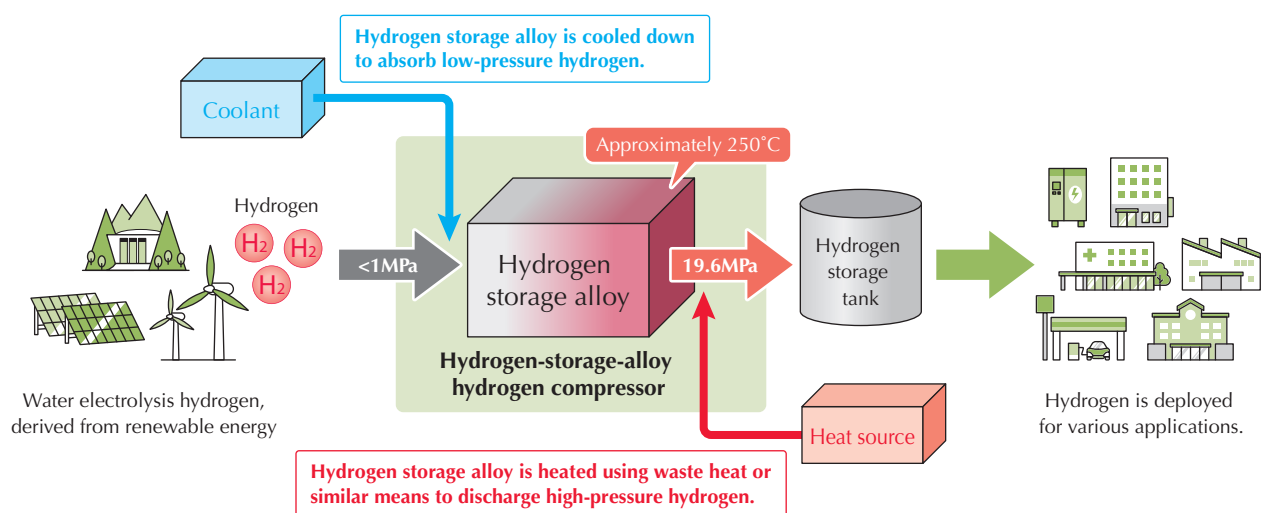 Hydrogen storage alloy is cooled down
to absorb low-pressure hydrogen.
Coolant
Approximately 250˚C
Hydrogen
H2
H2
H2
<1MPa
Hydrogen
storage alloy
19.6MPa
Hydrogen
storage
tank
Hydrogen-storage-alloy
hydrogen compressor
Water electrolysis hydrogen,
derived from renewable energy
Heat source
Hydrogen is deployed
for various applications.
Hydrogen storage alloy is heated using waste heat or
similar means to discharge high-pressure hydrogen.